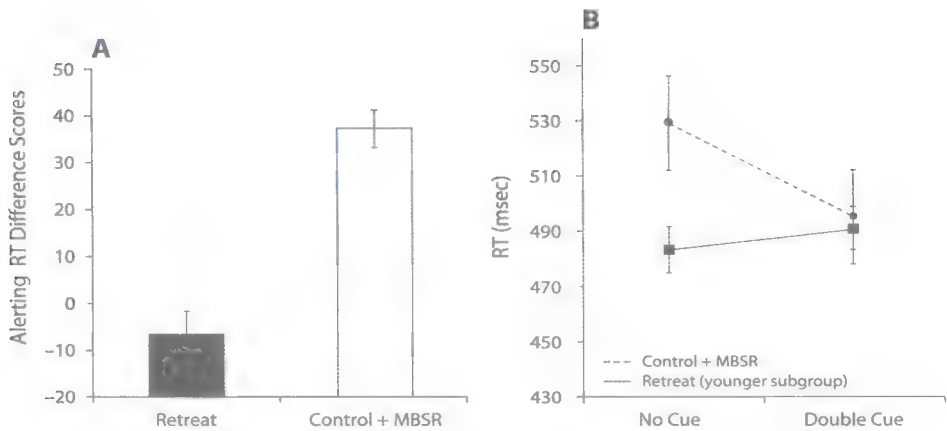 A
Alerting RT Difference Scores
50
40
30
20
10
0
−10
−20
Retreat
Control + MBSR
B
RT (msec)
550
530
510
490
470
450
430
Control + MBSR
Retreat (younger subgroup)
No Cue
Double Cue